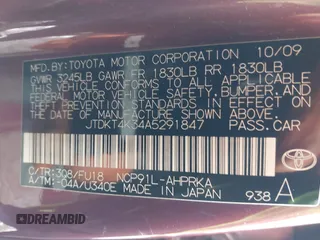 MFD.BY:TOYOTA MOTOR CORPORATION 10/09
GVWR 3245LB GAWR FR 1830LB RR 1830LB
THIS VEHICLE CONFORMS TO ALL APPLICABLE
FEDERAL MOTOR VEHICLE SAFETY, BUMPER, AND
THEFT PREVENTION STANDARDS IN EFFECT ON THE
DATE OF MANUFACTURE SHOWN ABOVE.
JTDKT4K34A5291847
PASS. CAR
C/TR:3Q8/FU18 NCP91L-AHPRKA
A/TM:-04A/U340E MADE IN JAPAN
938A
TOYOTA
DREAMBID